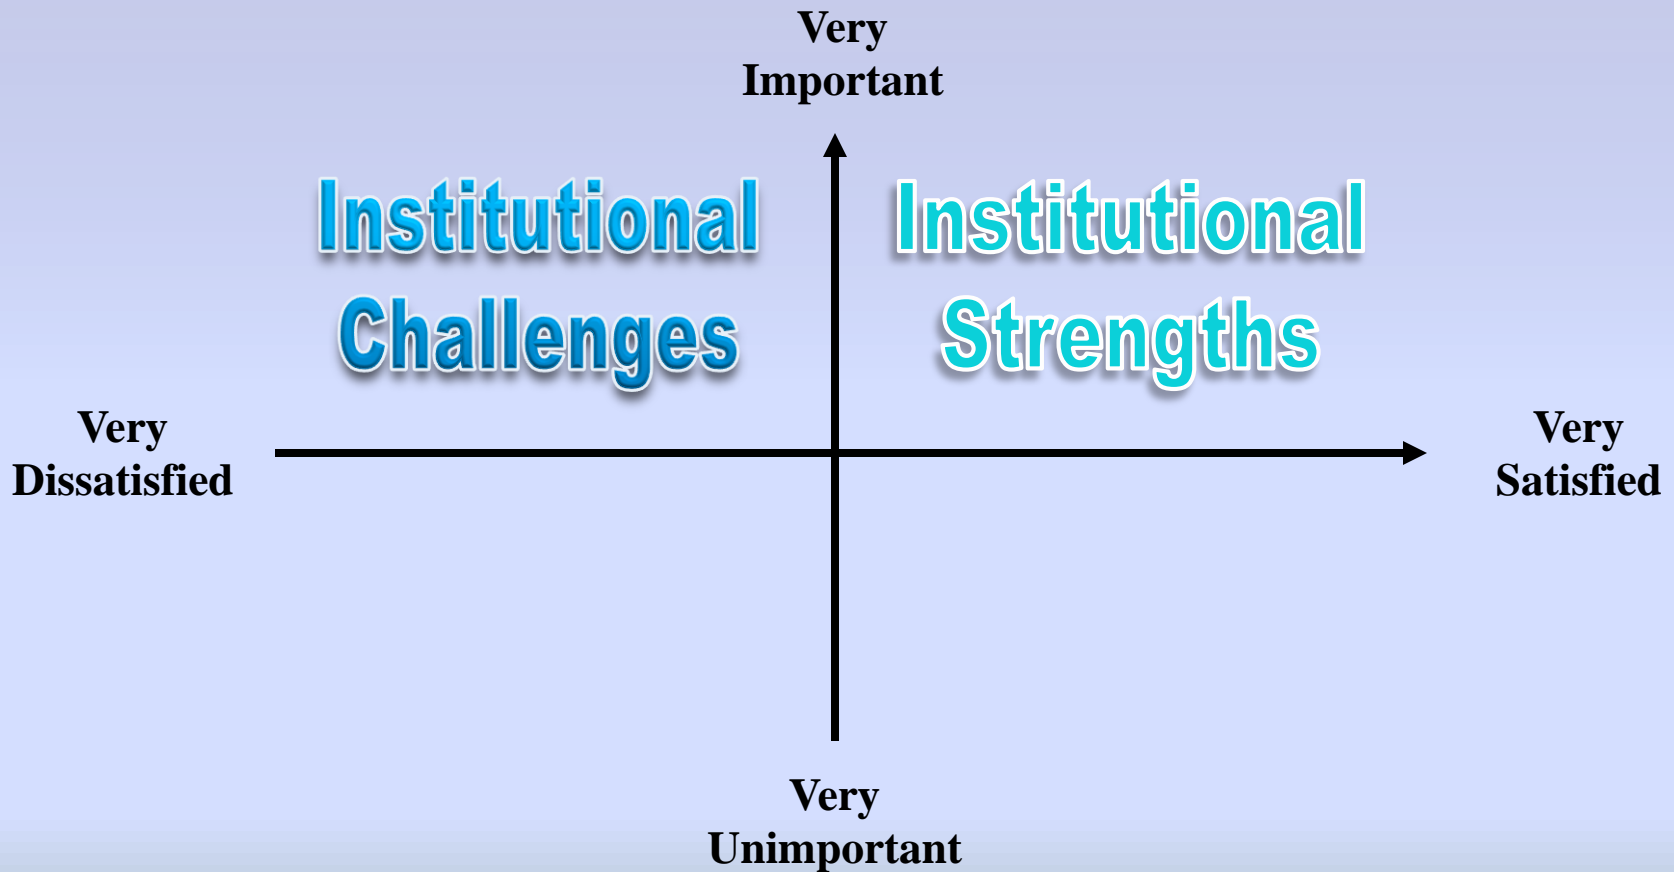 Very
Important
Institutional
Challenges
Institutional
Strengths
Very
Dissatisfied
Very
Satisfied
Very
Unimportant